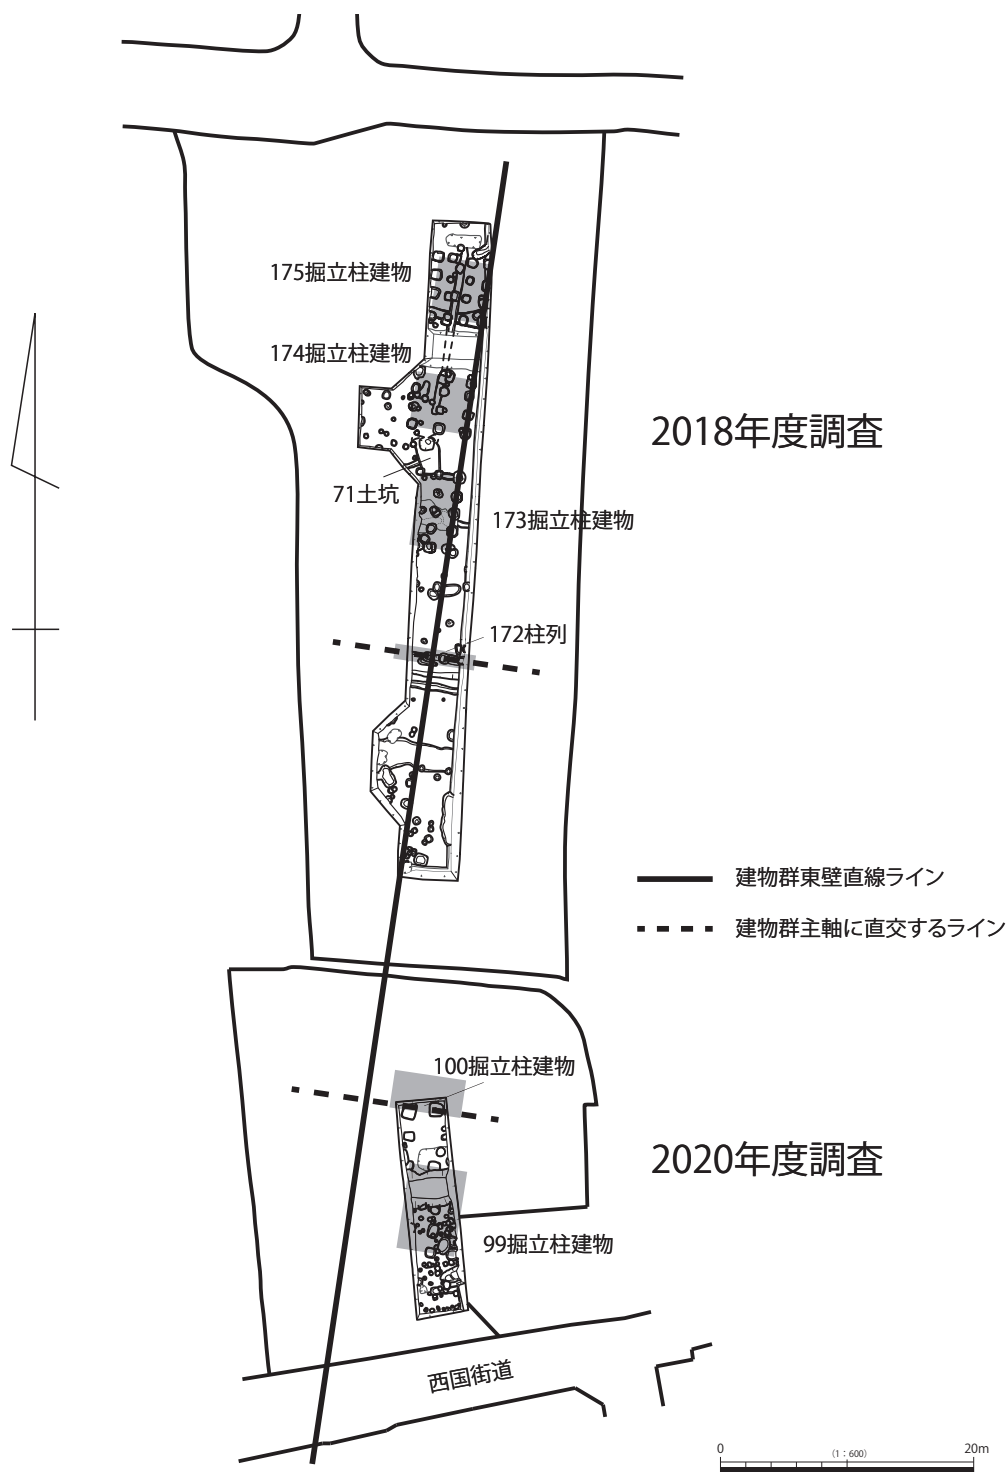 175掘立柱建物
174掘立柱建物
2018年度調査
71土坑
173掘立柱建物
172柱列
建物群東壁直線ライン
建物群主軸に直交するライン
100掘立柱建物
2020年度調査
99掘立柱建物
西国街道
0 (1:600) 20m